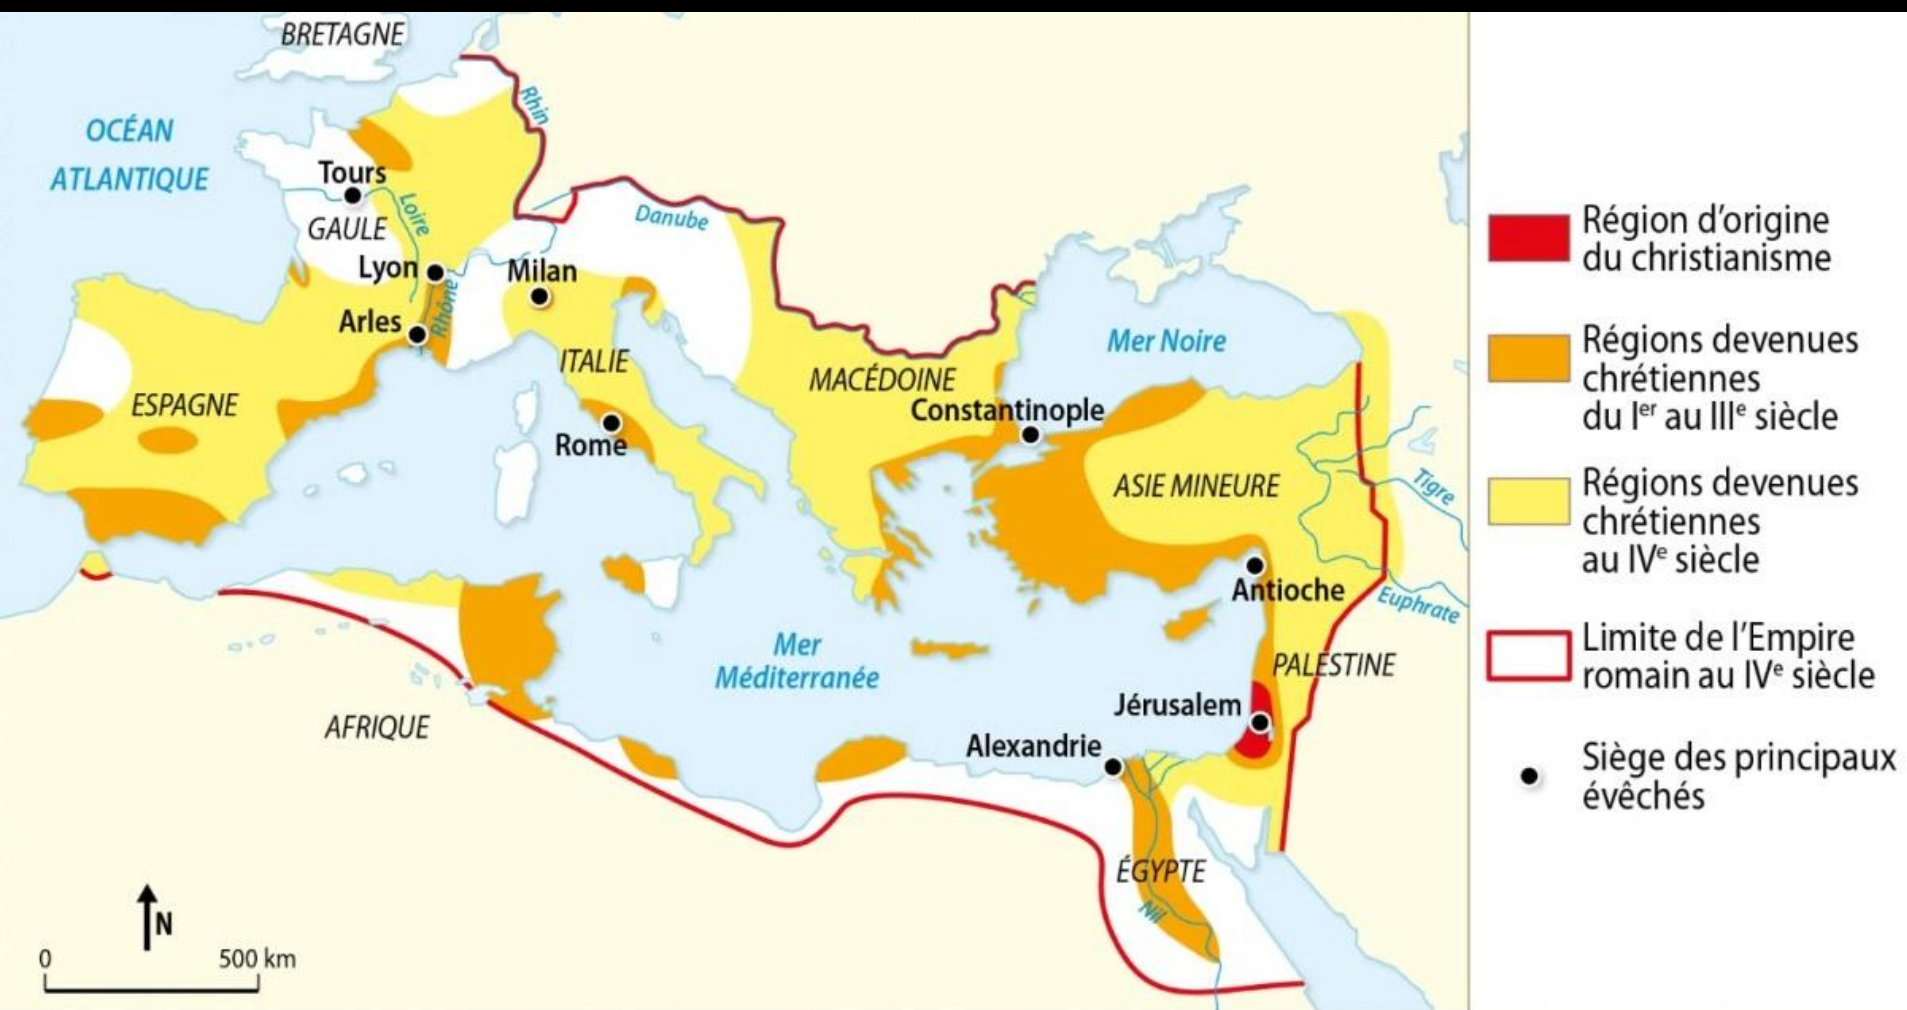 BRETAGNE
Rhin
OCÉAN
ATLANTIQUE
Tours
Loire
GAULE
Danube
Lyon
Milan
Rhône
Arles
ITALIE
Mer Noire
MACÉDOINE
ESPAGNE
Constantinople
Rome
ASIE MINEURE
Tigre
Antioche
Euphrate
Mer
Méditerranée
PALESTINE
Jérusalem
AFRIQUE
Alexandrie
ÉGYPTE
Nil
N
0 500 km
Région d’origine
du christianisme
Régions devenues
chrétiennes
du Ier au IIIe siècle
Régions devenues
chrétiennes
au IVe siècle
Limite de l’Empire
romain au IVe siècle
Siège des principaux
évêchés